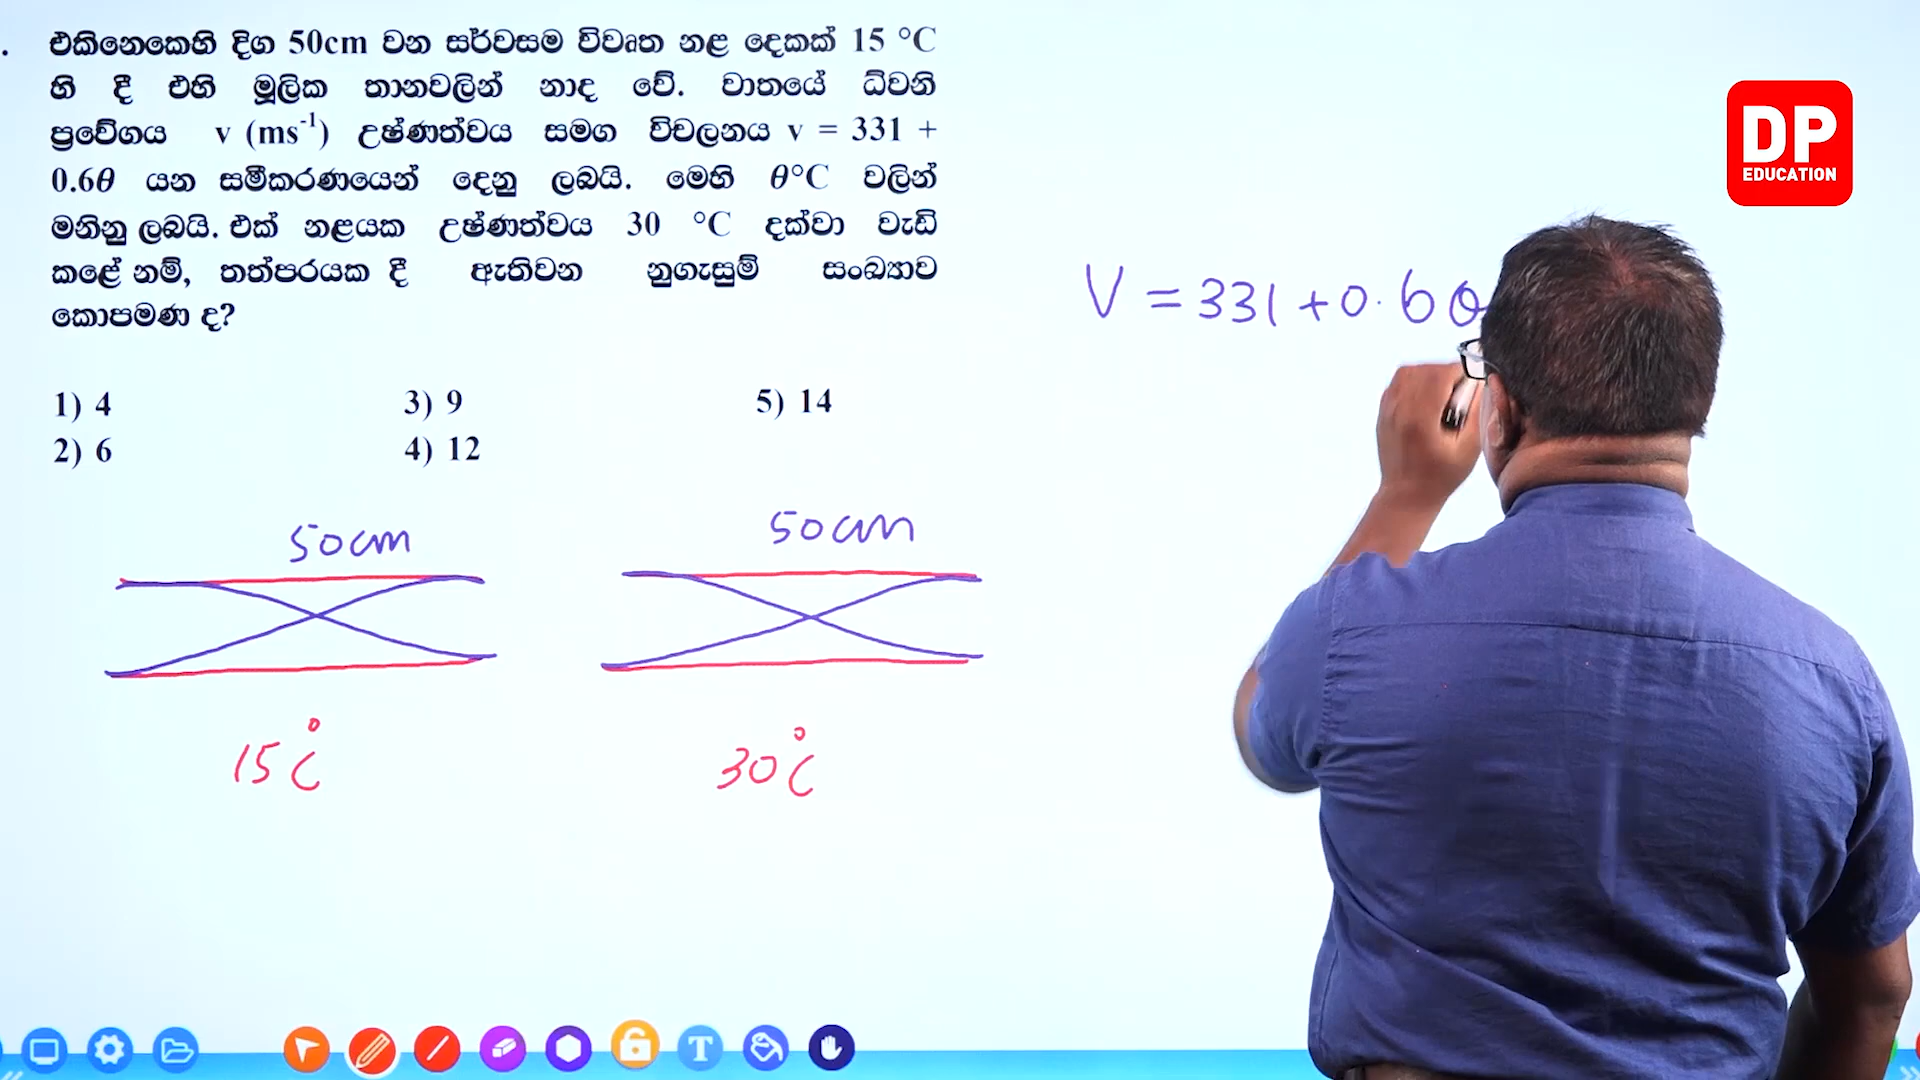 . එකිනෙකෙහි දිග 50cm වන සර්වසම විවෘත නළ දෙකක් 15 °C
හි දී එහි මූලික තානවලින් නාද වේ. වාතයේ ධ්වනි
ප්‍රවේගය v (ms⁻¹) උෂ්ණත්වය සමග විචලනය v = 331 +
0.6θ යන සමීකරණයෙන් දෙනු ලබයි. මෙහි θ°C වලින්
මනිනු ලබයි. එක් නළයක උෂ්ණත්වය 30 °C දක්වා වැඩි
කළේ නම්, තත්පරයක දී ඇතිවන නුගැසුම් සංඛ්‍යාව
කොපමණ ද?
1) 4 3) 9 5) 14
2) 6 4) 12
DP
EDUCATION
V = 331 + 0.6θ
50cm 50cm
15°C 30°C
T